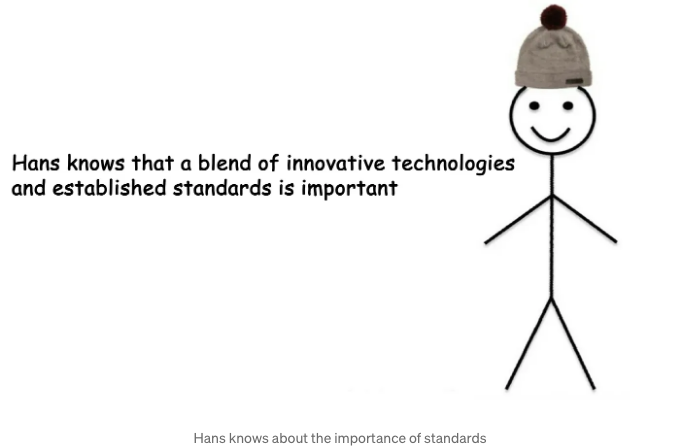 Hans knows that a blend of innovative technologies
and established standards is important
Hans knows about the importance of standards